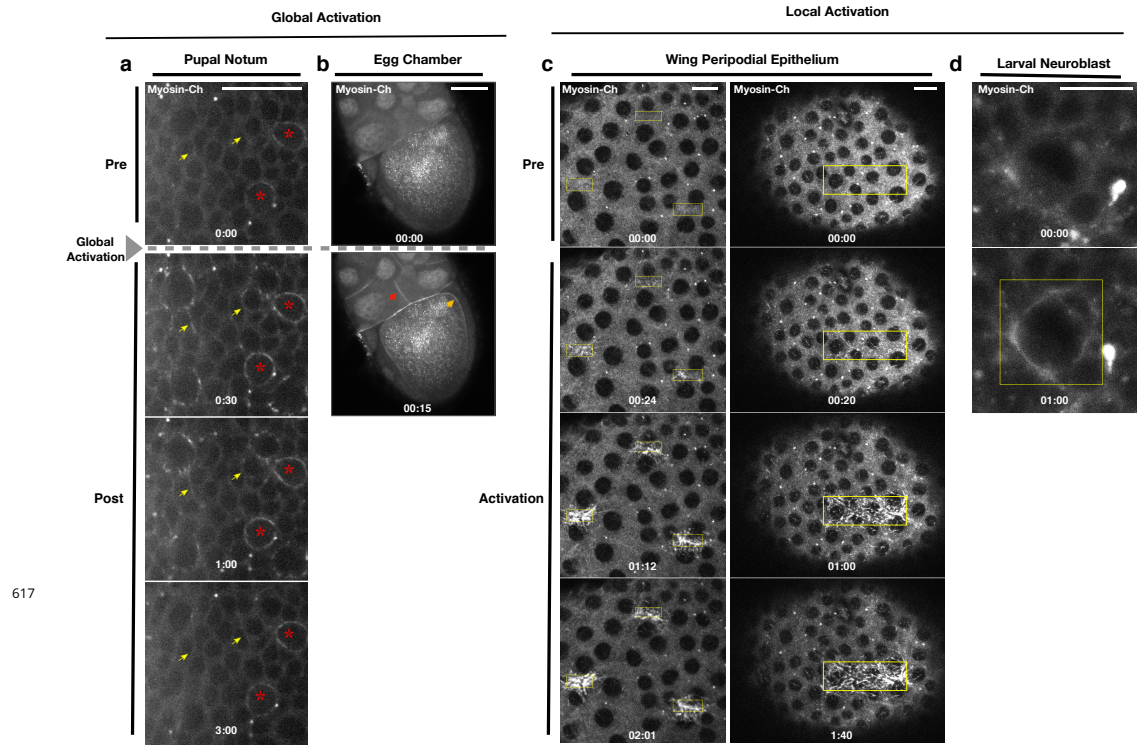 Global Activation
Local Activation
a Pupal Notum
b Egg Chamber
c Wing Peripodial Epithelium
d Larval Neuroblast
Myosin-Ch
Myosin-Ch
Myosin-Ch
Myosin-Ch
Myosin-Ch
Pre
Pre
*
*
0:00
00:00
00:00
00:00
00:00
Global
Activation
*
*
0:30
00:15
00:24
00:20
01:00
Post
Activation
*
*
1:00
01:12
01:00
617
*
*
3:00
02:01
1:40